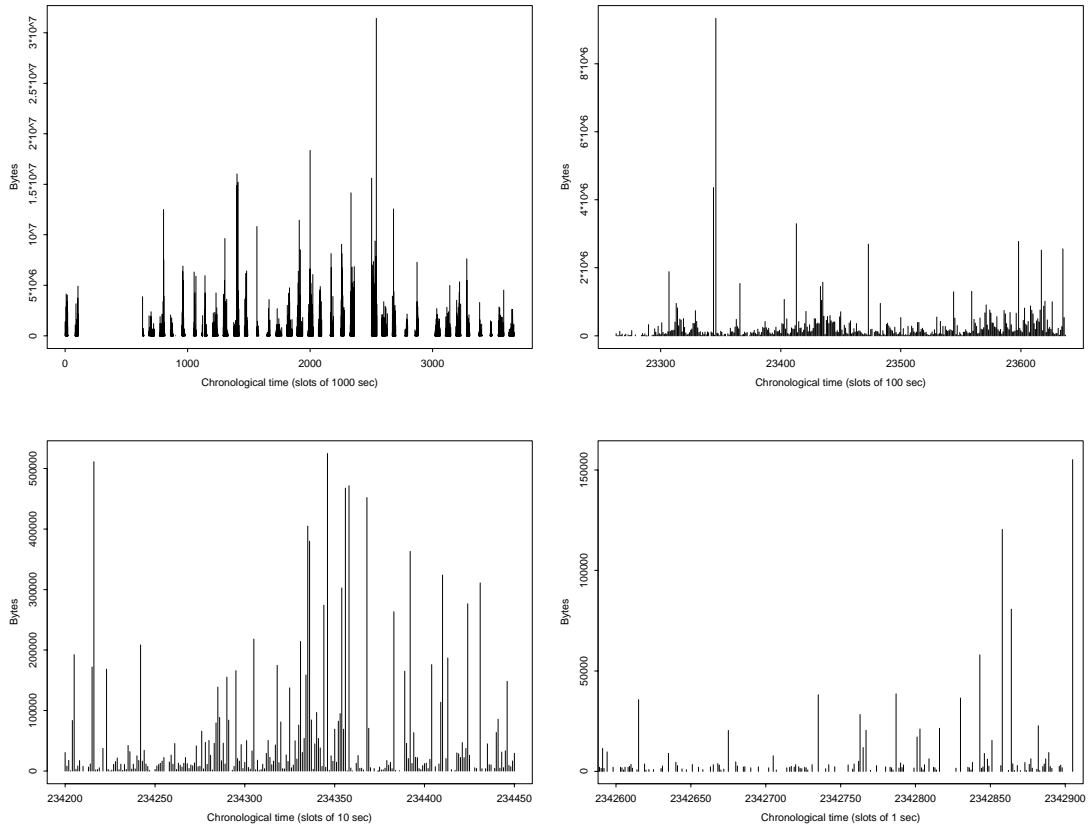 3*10^7
2.5*10^7
2*10^7
1.5*10^7
10^7
5*10^6
0
Bytes
0 1000 2000 3000
Chronological time (slots of 1000 sec)
8*10^6
6*10^6
4*10^6
2*10^6
0
Bytes
23300 23400 23500 23600
Chronological time (slots of 100 sec)
500000
400000
300000
200000
100000
0
Bytes
234200 234250 234300 234350 234400 234450
Chronological time (slots of 10 sec)
150000
100000
50000
0
Bytes
2342600 2342650 2342700 2342750 2342800 2342850 2342900
Chronological time (slots of 1 sec)